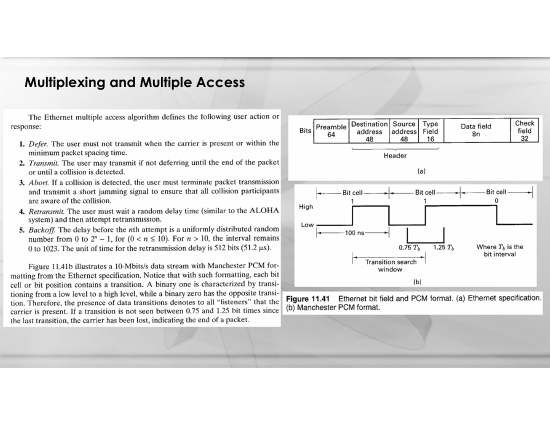 Multiplexing and Multiple Access
The Ethernet multiple access algorithm defines the following user action or
response:
1. Defer. The user must not transmit when the carrier is present or within the
minimum packet spacing time.
2. Transmit. The user may transmit if not deferring until the end of the packet
or until a collision is detected.
3. Abort. If a collision is detected, the user must terminate packet transmission
and transmit a short jamming signal to ensure that all collision participants
are aware of the collision.
4. Retransmit. The user must wait a random delay time (similar to the ALOHA
system) and then attempt retransmission.
5. Backoff. The delay before the nth attempt is a uniformly distributed random
number from 0 to 2ⁿ − 1, for (0 < n ≤ 10). For n > 10, the interval remains
0 to 1023. The unit of time for the retransmission delay is 512 bits (51.2 μs).
Figure 11.41b illustrates a 10-Mbits/s data stream with Manchester PCM for-
matting from the Ethernet specification. Notice that with such formatting, each bit
cell or bit position contains a transition. A binary one is characterized by transi-
tioning from a low level to a high level, while a binary zero has the opposite transi-
tion. Therefore, the presence of data transitions denotes to all "listeners" that the
carrier is present. If a transition is not seen between 0.75 and 1.25 bit times since
the last transition, the carrier has been lost, indicating the end of a packet.
Bits
Preamble
64
Destination
address
48
Source
address
48
Type
Field
16
Data field
8n
Check
field
32
Header
(a)
Bit cell
Bit cell
Bit cell
1
1
0
High
Low
100 ns
0.75 Tb
1.25 Tb
Where Tb is the
bit interval
Transition search
window
(b)
Figure 11.41 Ethernet bit field and PCM format. (a) Ethernet specification.
(b) Manchester PCM format.